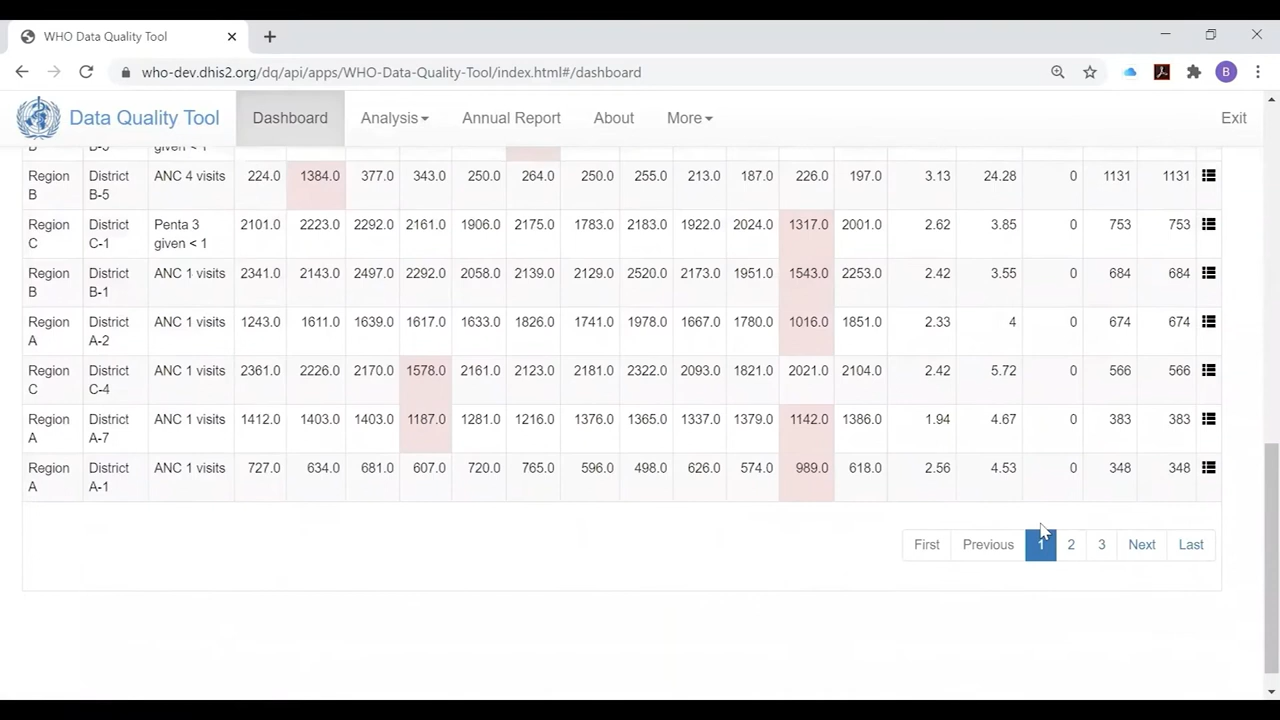 WHO Data Quality Tool
who-dev.dhis2.org/dq/api/apps/WHO-Data-Quality-Tool/index.html#/dashboard
B
Data Quality Tool Dashboard Analysis Annual Report About More Exit
given < 1
Region B District B-5 ANC 4 visits 224.0 1384.0 377.0 343.0 250.0 264.0 250.0 255.0 213.0 187.0 226.0 197.0 3.13 24.28 0 1131 1131
Region C District C-1 Penta 3 given < 1 2101.0 2223.0 2292.0 2161.0 1906.0 2175.0 1783.0 2183.0 1922.0 2024.0 1317.0 2001.0 2.62 3.85 0 753 753
Region B District B-1 ANC 1 visits 2341.0 2143.0 2497.0 2292.0 2058.0 2139.0 2129.0 2520.0 2173.0 1951.0 1543.0 2253.0 2.42 3.55 0 684 684
Region A District A-2 ANC 1 visits 1243.0 1611.0 1639.0 1617.0 1633.0 1826.0 1741.0 1978.0 1667.0 1780.0 1016.0 1851.0 2.33 4 0 674 674
Region C District C-4 ANC 1 visits 2361.0 2226.0 2170.0 1578.0 2161.0 2123.0 2181.0 2322.0 2093.0 1821.0 2021.0 2104.0 2.42 5.72 0 566 566
Region A District A-7 ANC 1 visits 1412.0 1403.0 1403.0 1187.0 1281.0 1216.0 1376.0 1365.0 1337.0 1379.0 1142.0 1386.0 1.94 4.67 0 383 383
Region A District A-1 ANC 1 visits 727.0 634.0 681.0 607.0 720.0 765.0 596.0 498.0 626.0 574.0 989.0 618.0 2.56 4.53 0 348 348
First Previous 1 2 3 Next Last